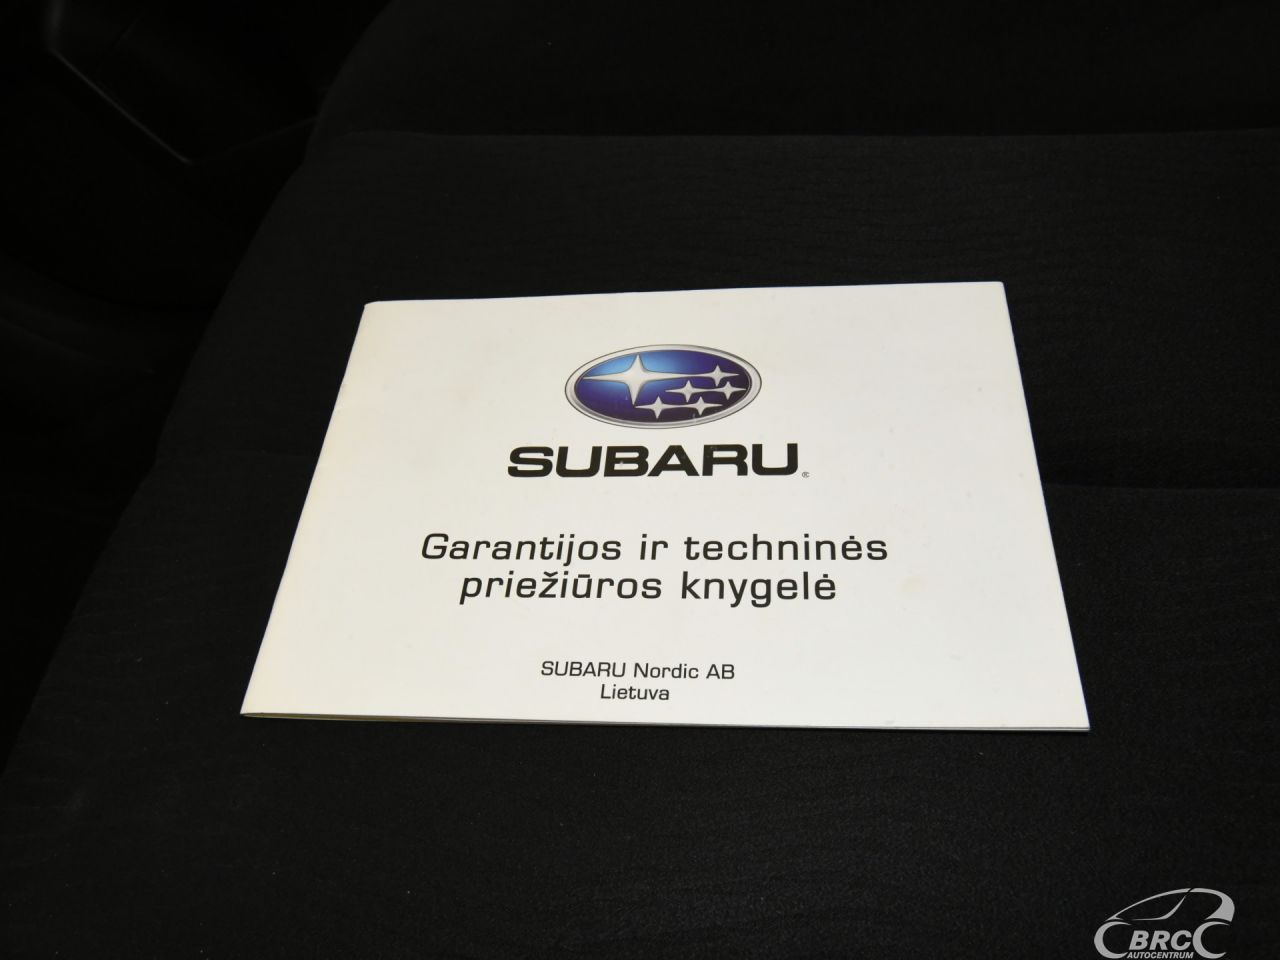 SUBARU®
Garantijos ir techninės
priežiūros knygelė
SUBARU Nordic AB
Lietuva
BRC
AUTOCENTRUM